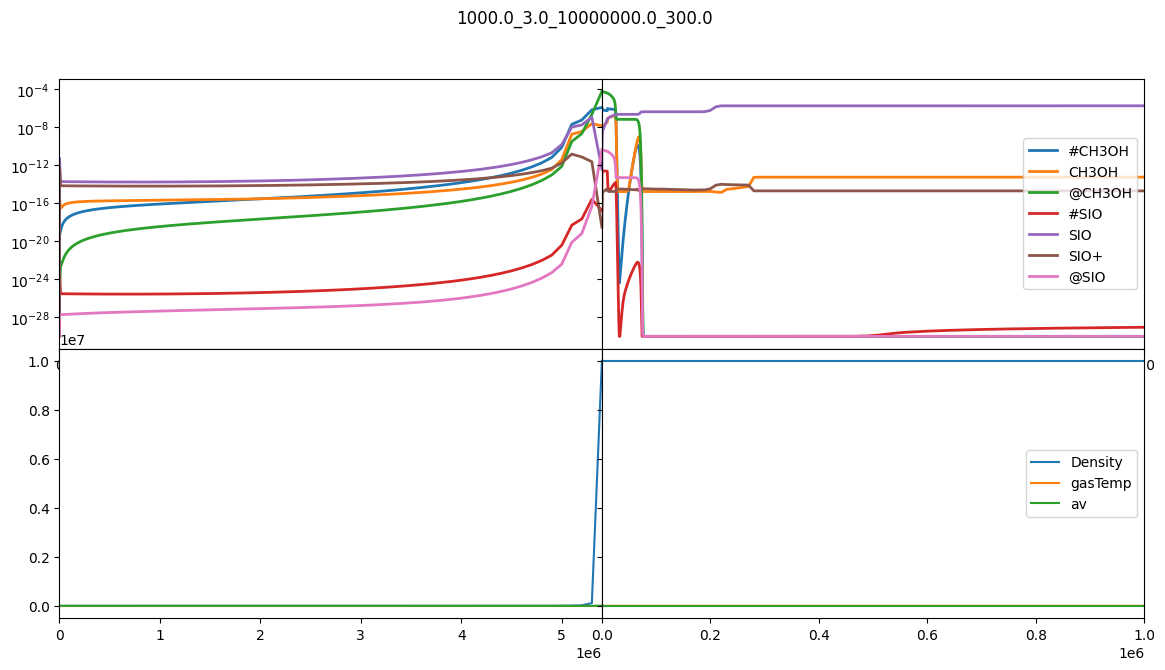 1000.0_3.0_10000000.0_300.0
10⁻⁴
10⁻⁸
10⁻¹²
10⁻¹⁶
10⁻²⁰
10⁻²⁴
10⁻²⁸
#CH3OH
CH3OH
@CH3OH
#SIO
SIO
SIO+
@SIO
1e7
0
1.0
0.8
0.6
0.4
0.2
0.0
Density
gasTemp
av
0 1 2 3 4 5 0.0 0.2 0.4 0.6 0.8 1.0
1e6 1e6